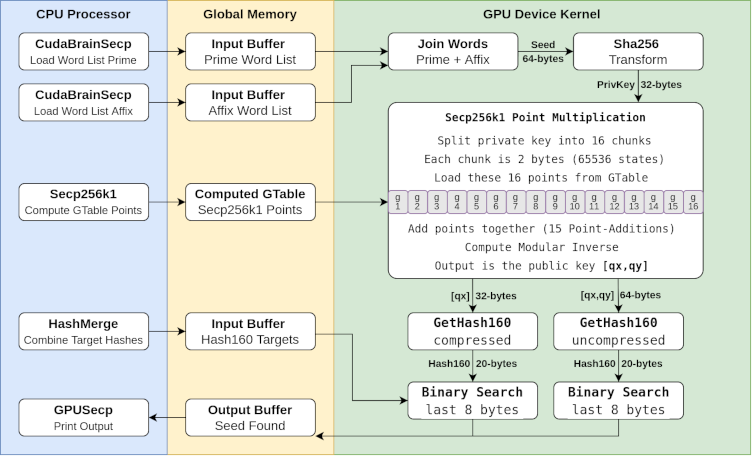 CPU Processor
Global Memory
GPU Device Kernel
CudaBrainSecp
Load Word List Prime
Input Buffer
Prime Word List
Join Words
Prime + Affix
Seed
64-bytes
Sha256
Transform
CudaBrainSecp
Load Word List Affix
Input Buffer
Affix Word List
PrivKey 32-bytes
Secp256k1 Point Multiplication
Split private key into 16 chunks
Each chunk is 2 bytes (65536 states)
Load these 16 points from GTable
Secp256k1
Compute GTable Points
Computed GTable
Secp256k1 Points
g g g g g g g g g g g g g g g g
1 2 3 4 5 6 7 8 9 10 11 12 13 14 15 16
Add points together (15 Point-Additions)
Compute Modular Inverse
Output is the public key [qx,qy]
[qx] 32-bytes
[qx,qy] 64-bytes
HashMerge
Combine Target Hashes
Input Buffer
Hash160 Targets
GetHash160
compressed
GetHash160
uncompressed
Hash160 20-bytes
Hash160 20-bytes
GPUSecp
Print Output
Output Buffer
Seed Found
Binary Search
last 8 bytes
Binary Search
last 8 bytes